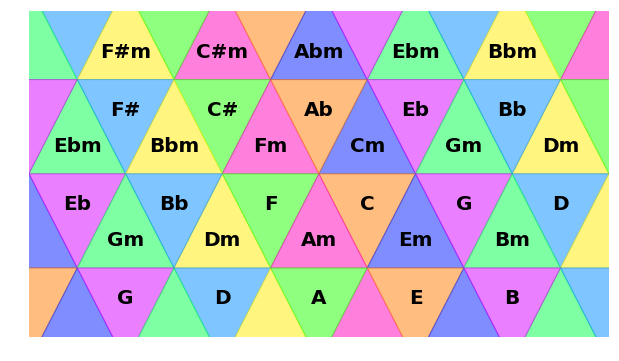 F#m C#m Abm Ebm Bbm
F# C# Ab Eb Bb
Ebm Bbm Fm Cm Gm Dm
Eb Bb F C G D
Gm Dm Am Em Bm
G D A E B